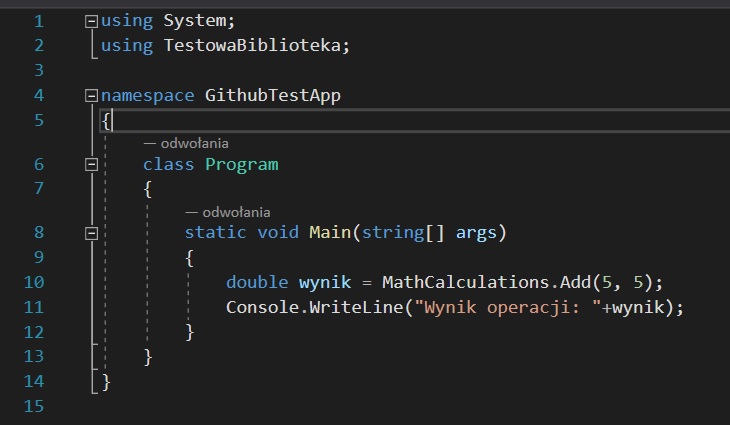 1 using System;
2 using TestowaBiblioteka;
3
4 namespace GithubTestApp
5 {
— odwołania
6 class Program
7 {
— odwołania
8 static void Main(string[] args)
9 {
10 double wynik = MathCalculations.Add(5, 5);
11 Console.WriteLine("Wynik operacji: "+wynik);
12 }
13 }
14 }
15